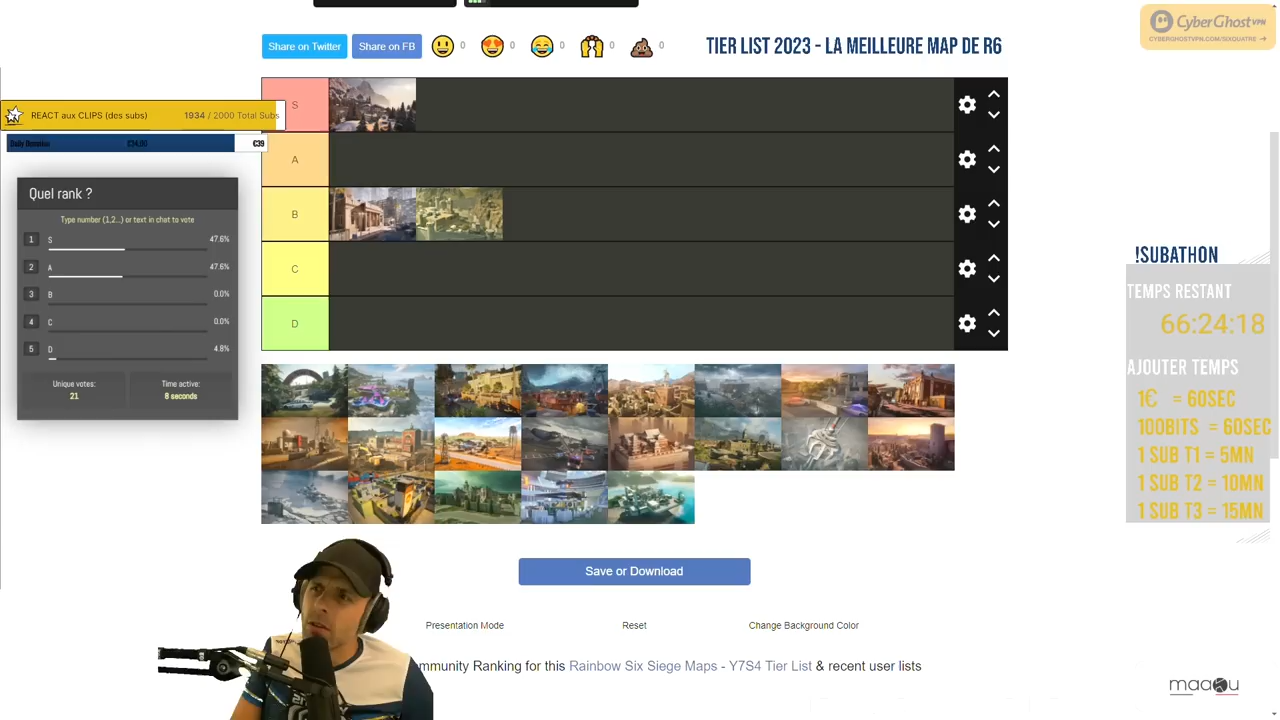 Share on Twitter
Share on FB
0
0
0
0
0
TIER LIST 2023 - LA MEILLEURE MAP DE R6
CyberGhost VPN
CYBERGHOSTVPN.COM/SIXQUATRE
S
A
B
C
D
REACT aux CLIPS (des subs)
1934 / 2000 Total Subs
€39
Quel rank ?
Type number (1,2...) or text in chat to vote
1 S 47.6%
2 A 47.6%
3 B 0.0%
4 C 0.0%
5 D 4.8%
Unique votes:
21
Time active:
8 seconds
!SUBATHON
TEMPS RESTANT
66:24:18
AJOUTER TEMPS
1€ = 60SEC
100BITS = 60SEC
1 SUB T1 = 5MN
1 SUB T2 = 10MN
1 SUB T3 = 15MN
Save or Download
Presentation Mode
Reset
Change Background Color
mmunity Ranking for this Rainbow Six Siege Maps - Y7S4 Tier List & recent user lists